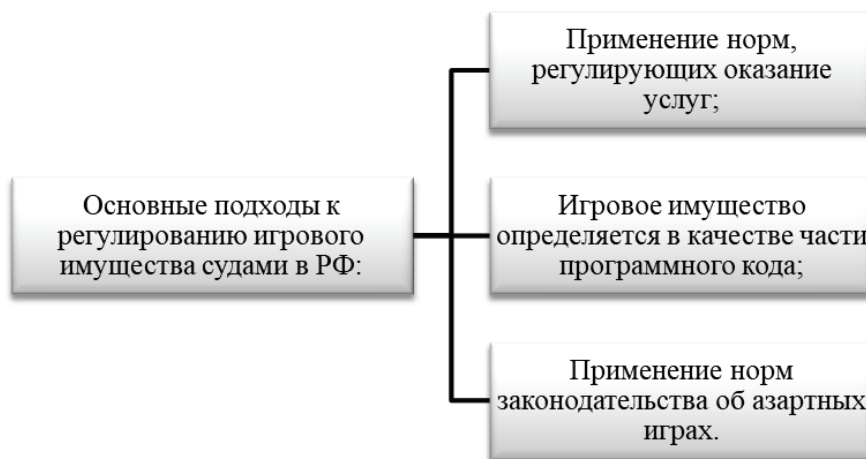 Основные подходы к
регулированию игрового
имущества судами в РФ:
Применение норм,
регулирующих оказание
услуг;
Игровое имущество
определяется в качестве части
программного кода;
Применение норм
законодательства об азартных
играх.